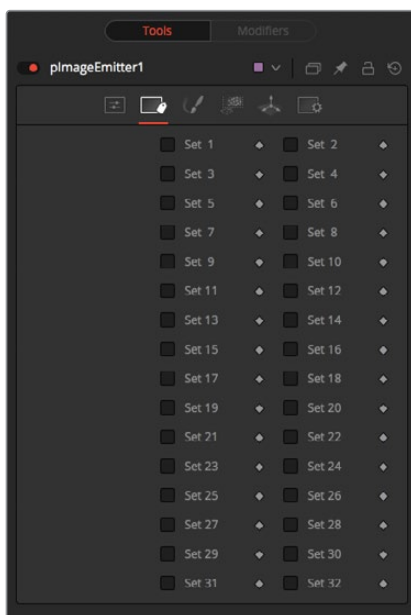 Tools Modifiers
pImageEmitter1
Set 1 Set 2
Set 3 Set 4
Set 5 Set 6
Set 7 Set 8
Set 9 Set 10
Set 11 Set 12
Set 13 Set 14
Set 15 Set 16
Set 17 Set 18
Set 19 Set 20
Set 21 Set 22
Set 23 Set 24
Set 25 Set 26
Set 27 Set 28
Set 29 Set 30
Set 31 Set 32